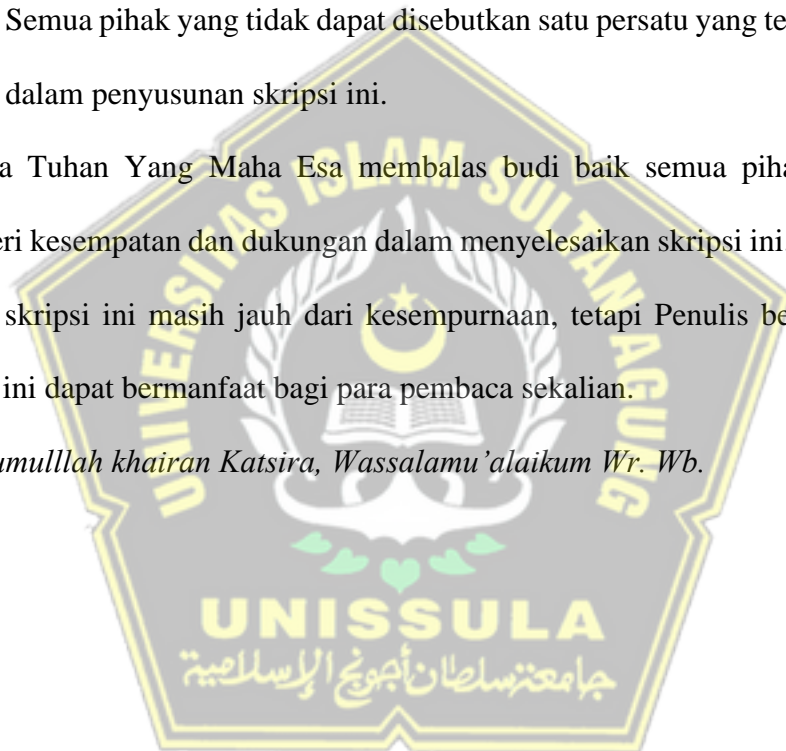 Semua pihak yang tidak dapat disebutkan satu persatu yang te
dalam penyusunan skripsi ini.
a Tuhan Yang Maha Esa membalas budi baik semua piha
eri kesempatan dan dukungan dalam menyelesaikan skripsi ini.
skripsi ini masih jauh dari kesempurnaan, tetapi Penulis be
ini dapat bermanfaat bagi para pembaca sekalian.
umulllah khairan Katsira, Wassalamu’alaikum Wr. Wb.
UNIVERSITAS ISLAM SULTAN AGUNG
UNISSULA
جامعة سلطان أجونج الإسلامية